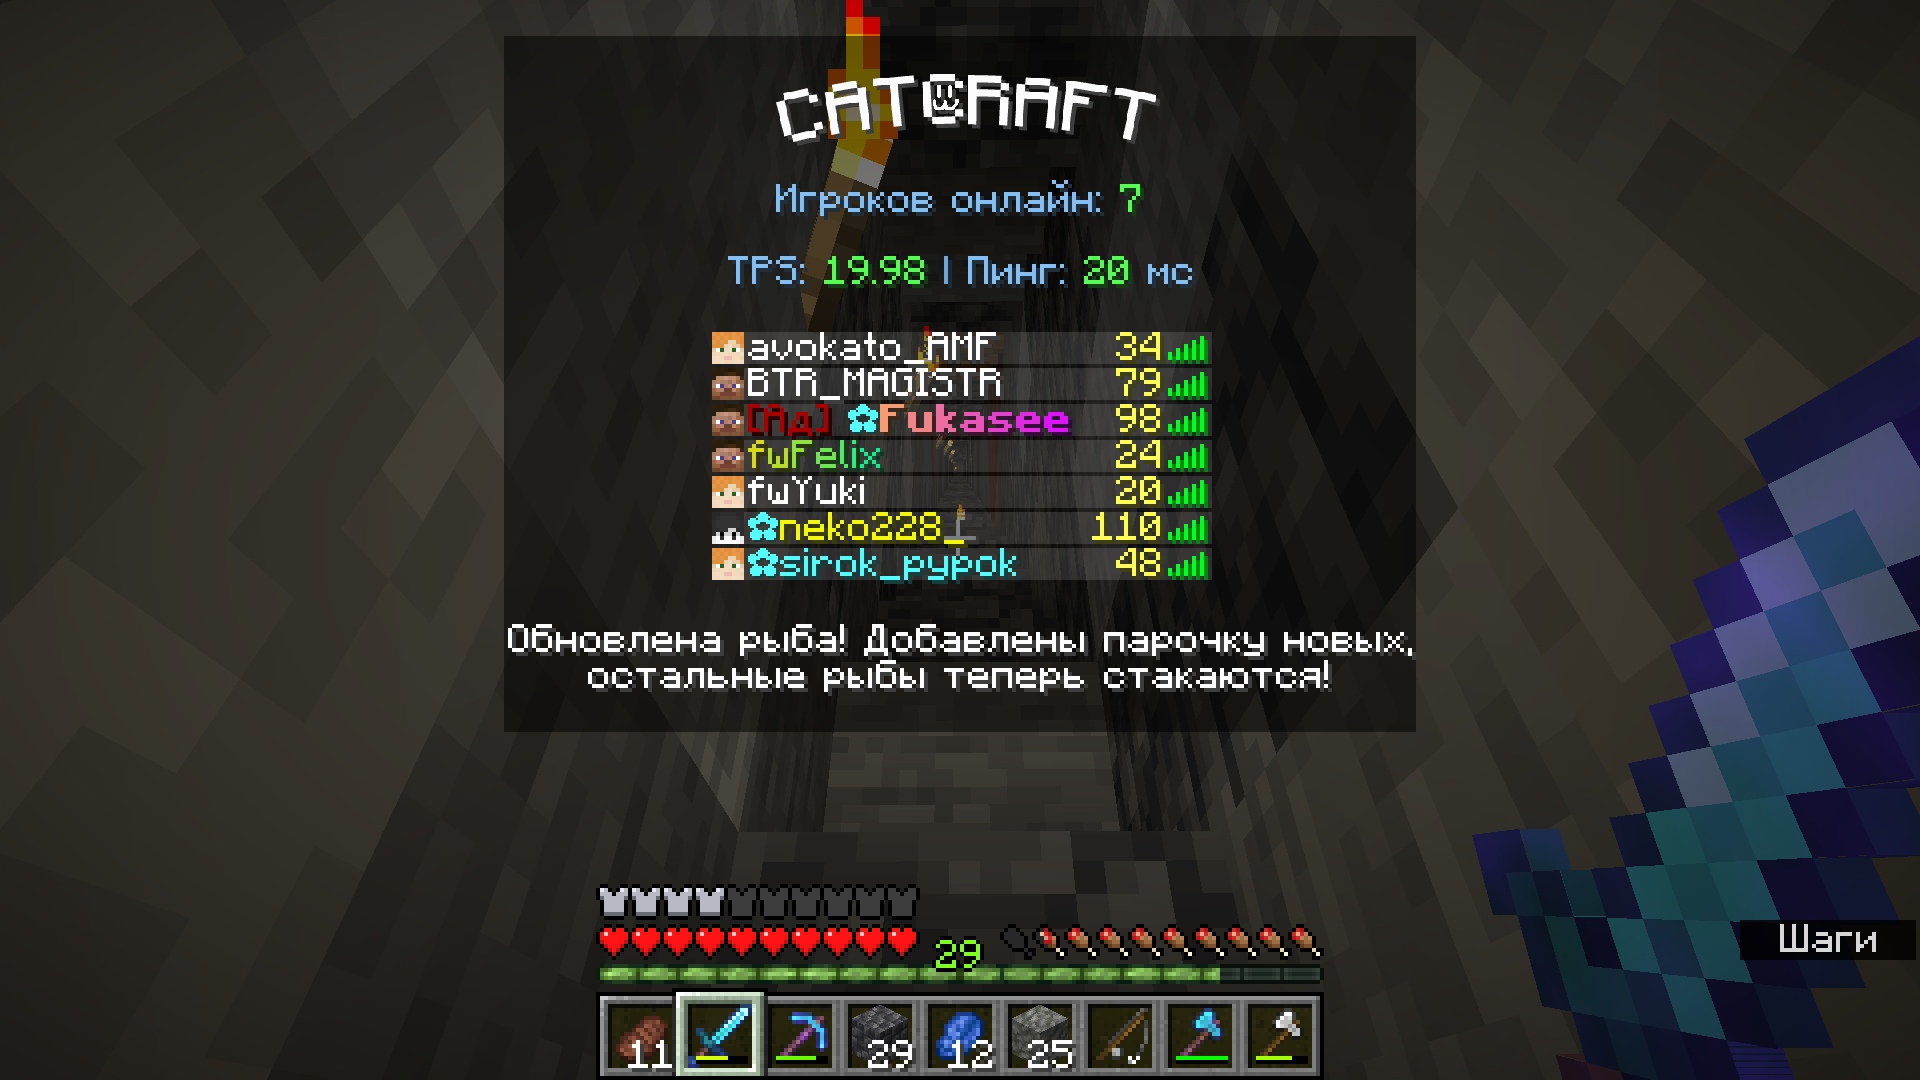 CATCRAFT
Игроков онлайн: 7
TPS: 19.98 | Пинг: 20 мс
avokato_AMF 34
BTR_MAGISTR 79
[Ад] ✿Fukasee 98
fwFelix 24
fwYuki 20
✿neko228_ 110
✿sirok_pypok 48
Обновлена рыба! Добавлены парочку новых,
остальные рыбы теперь стакаются!
29
Шаги
11 29 12 25